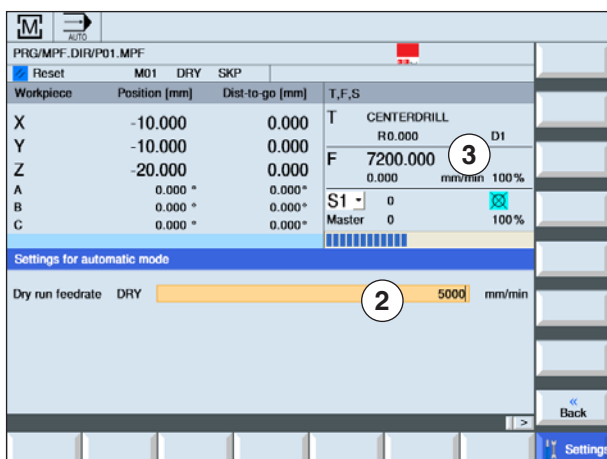 M AUTO
PRG/MPF.DIR/P01.MPF
Reset M01 DRY SKP
Workpiece Position [mm] Dist-to-go [mm] T,F,S
X -10.000 0.000 T CENTERDRILL
R0.000 D1
Y -10.000 0.000
F 7200.000 3
Z -20.000 0.000 0.000 mm/min 100%
A 0.000 ° 0.000°
B 0.000 ° 0.000° S1 0
C 0.000 ° 0.000° Master 0 100%
Settings for automatic mode
Dry run feedrate DRY 2 5000 mm/min
«
Back
>
Settings